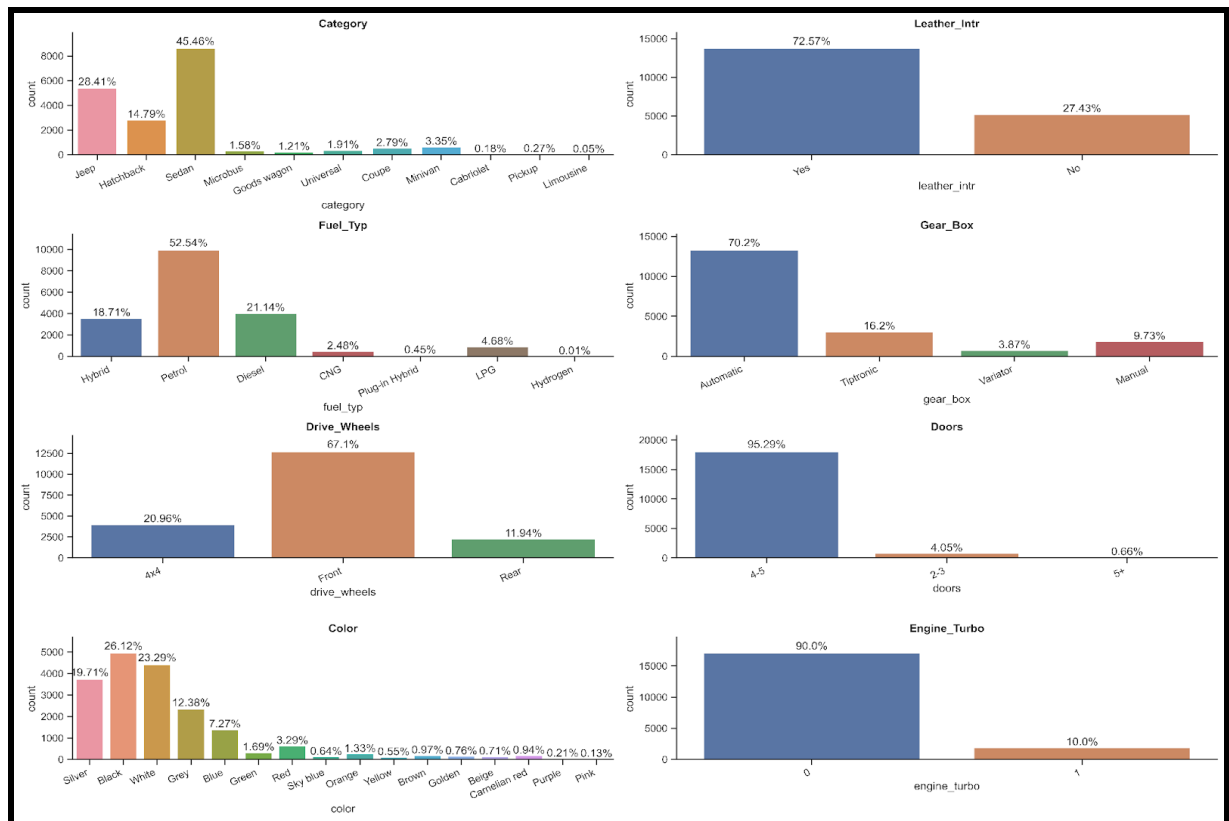 Category
count
8000
6000
4000
2000
0
28.41%
14.79%
45.46%
1.58%
1.21%
1.91%
2.79%
3.35%
0.18%
0.27%
0.05%
Jeep
Hatchback
Sedan
Microbus
Goods wagon
Universal
Coupe
Minivan
Cabriolet
Pickup
Limousine
category
Leather_Intr
count
15000
10000
5000
0
72.57%
27.43%
Yes
No
leather_intr
Fuel_Typ
count
10000
8000
6000
4000
2000
0
18.71%
52.54%
21.14%
2.48%
0.45%
4.68%
0.01%
Hybrid
Petrol
Diesel
CNG
Plug-in Hybrid
LPG
Hydrogen
fuel_typ
Gear_Box
count
15000
10000
5000
0
70.2%
16.2%
3.87%
9.73%
Automatic
Tiptronic
Variator
Manual
gear_box
Drive_Wheels
count
12500
10000
7500
5000
2500
0
20.96%
67.1%
11.94%
4x4
Front
Rear
drive_wheels
Doors
count
20000
15000
10000
5000
0
95.29%
4.05%
0.66%
4-5
2-3
5+
doors
Color
count
5000
4000
3000
2000
1000
0
19.71%
26.12%
23.29%
12.38%
7.27%
1.69%
3.29%
0.64%
1.33%
0.55%
0.97%
0.76%
0.71%
0.94%
0.21%
0.13%
Silver
Black
White
Grey
Blue
Green
Red
Sky blue
Orange
Yellow
Brown
Golden
Beige
Carnelian red
Purple
Pink
color
Engine_Turbo
count
15000
10000
5000
0
90.0%
10.0%
0
1
engine_turbo